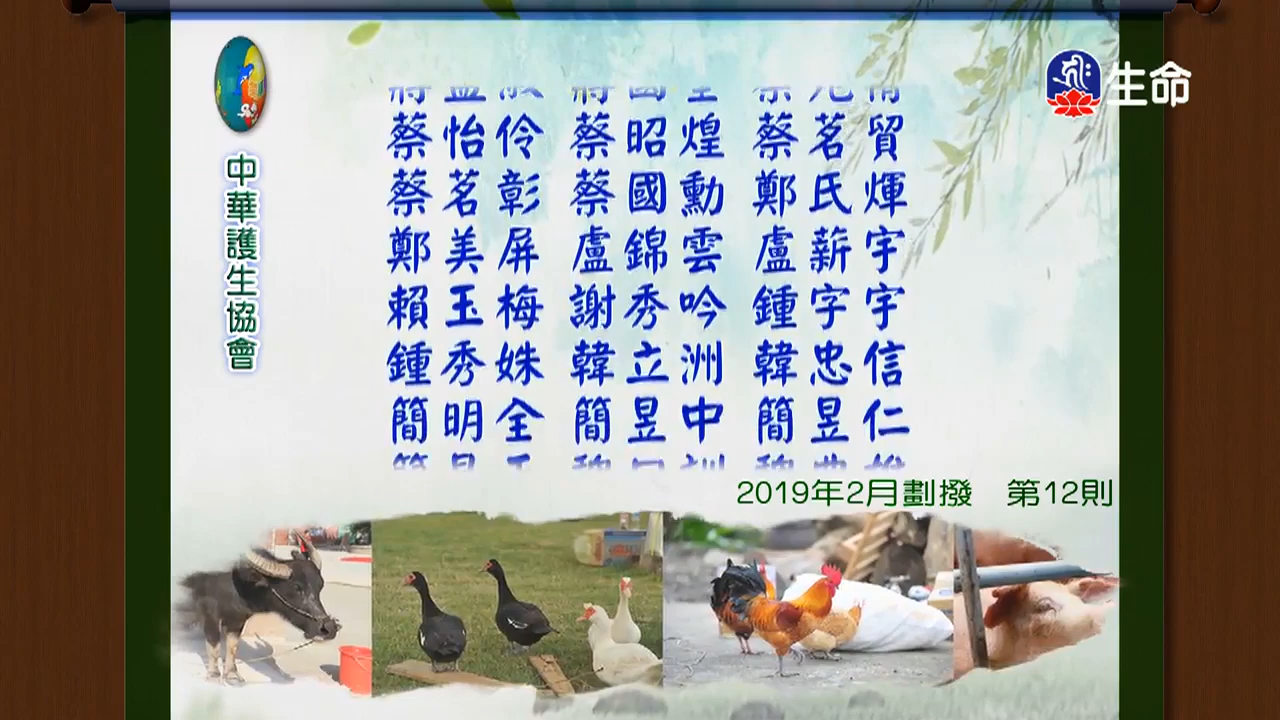 生命
中華護生協會
蔡怡伶 蔡昭煌 蔡茗貿
蔡茗彰 蔡國勳 鄭氏煇
鄭美屏 盧錦雲 盧薪宇
賴玉梅 謝秀吟 鍾字宇
鍾秀姝 韓立洲 韓忠信
簡明全 簡昱中 簡昱仁
2019年2月劃撥 第12則